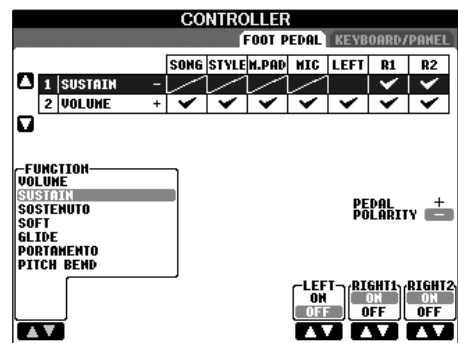 CONTROLLER
FOOT PEDAL KEYBOARD/PANEL
SONG STYLE M.PAD MIC LEFT R1 R2
1 SUSTAIN −
2 VOLUME +
FUNCTION
VOLUME
SUSTAIN
SOSTENUTO
SOFT
GLIDE
PORTAMENTO
PITCH BEND
PEDAL POLARITY + −
LEFT RIGHT1 RIGHT2
ON ON ON
OFF OFF OFF